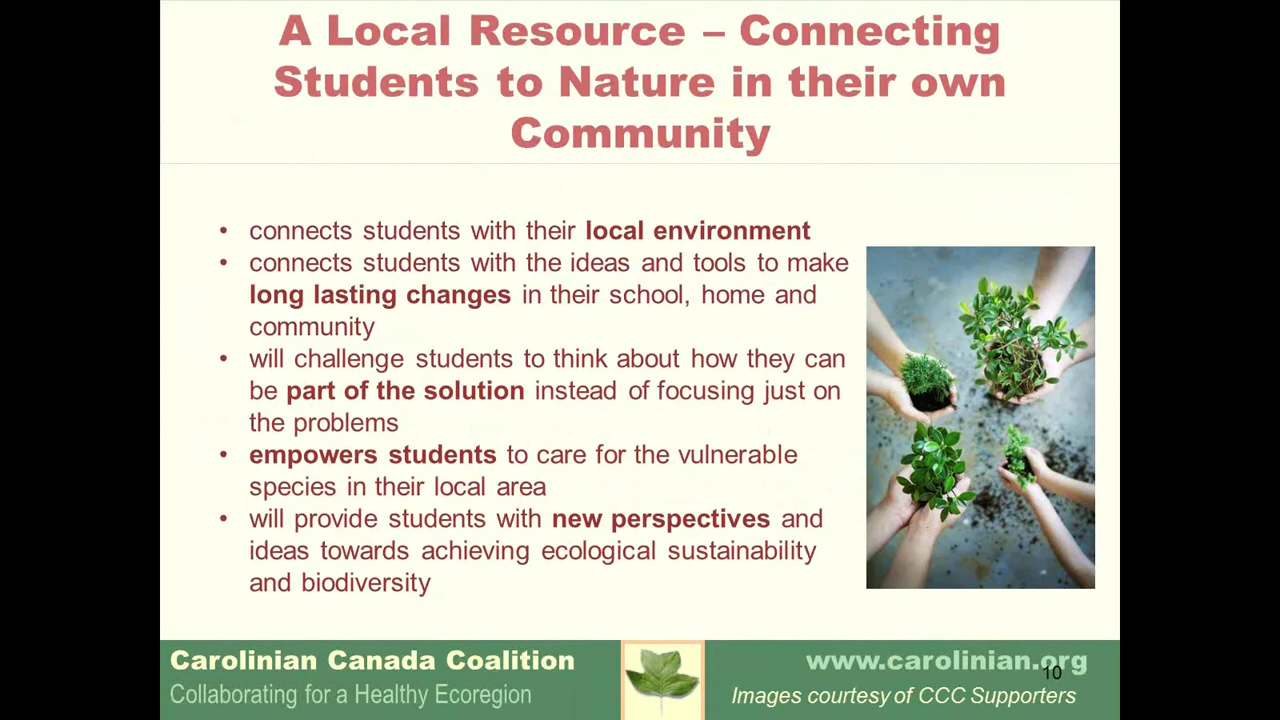 A Local Resource – Connecting
Students to Nature in their own
Community
• connects students with their local environment
• connects students with the ideas and tools to make
long lasting changes in their school, home and
community
• will challenge students to think about how they can
be part of the solution instead of focusing just on
the problems
• empowers students to care for the vulnerable
species in their local area
• will provide students with new perspectives and
ideas towards achieving ecological sustainability
and biodiversity
Carolinian Canada Coalition
Collaborating for a Healthy Ecoregion
www.carolinian.org
10
Images courtesy of CCC Supporters